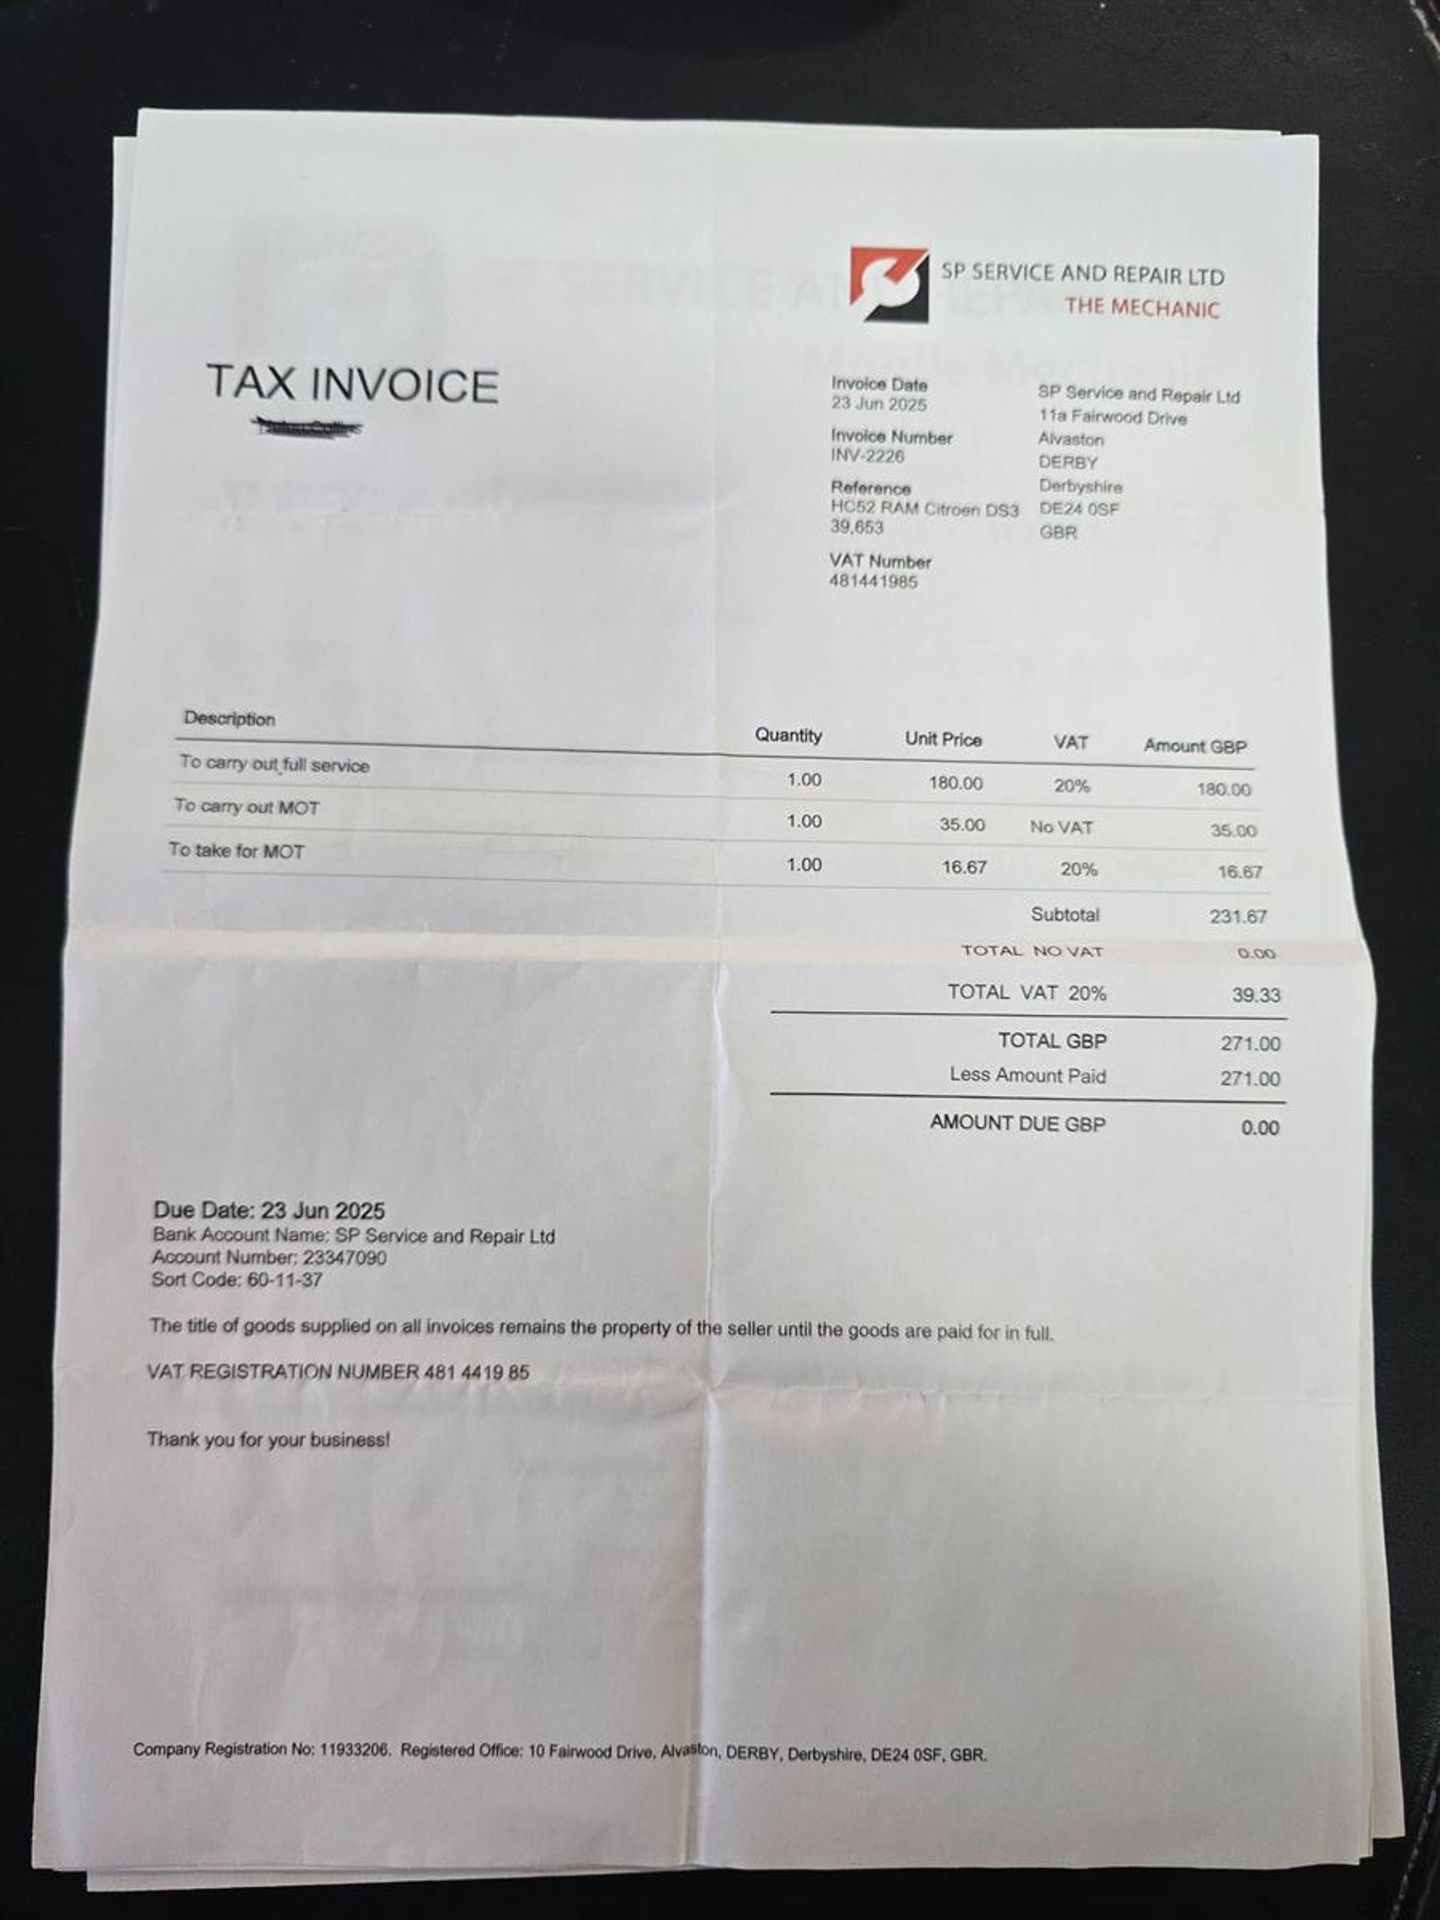 SP SERVICE AND REPAIR LTD
THE MECHANIC
TAX INVOICE
Invoice Date
23 Jun 2025
Invoice Number
INV-2226
Reference
HC52 RAM Citroen DS3
39,653
VAT Number
481441985
SP Service and Repair Ltd
11a Fairwood Drive
Alvaston
DERBY
Derbyshire
DE24 0SF
GBR
Description Quantity Unit Price VAT Amount GBP
To carry out full service 1.00 180.00 20% 180.00
To carry out MOT 1.00 35.00 No VAT 35.00
To take for MOT 1.00 16.67 20% 16.67
Subtotal 231.67
TOTAL NO VAT 0.00
TOTAL VAT 20% 39.33
TOTAL GBP 271.00
Less Amount Paid 271.00
AMOUNT DUE GBP 0.00
Due Date: 23 Jun 2025
Bank Account Name: SP Service and Repair Ltd
Account Number: 23347090
Sort Code: 60-11-37
The title of goods supplied on all invoices remains the property of the seller until the goods are paid for in full.
VAT REGISTRATION NUMBER 481 4419 85
Thank you for your business!
Company Registration No: 11933206. Registered Office: 10 Fairwood Drive, Alvaston, DERBY, Derbyshire, DE24 0SF, GBR.